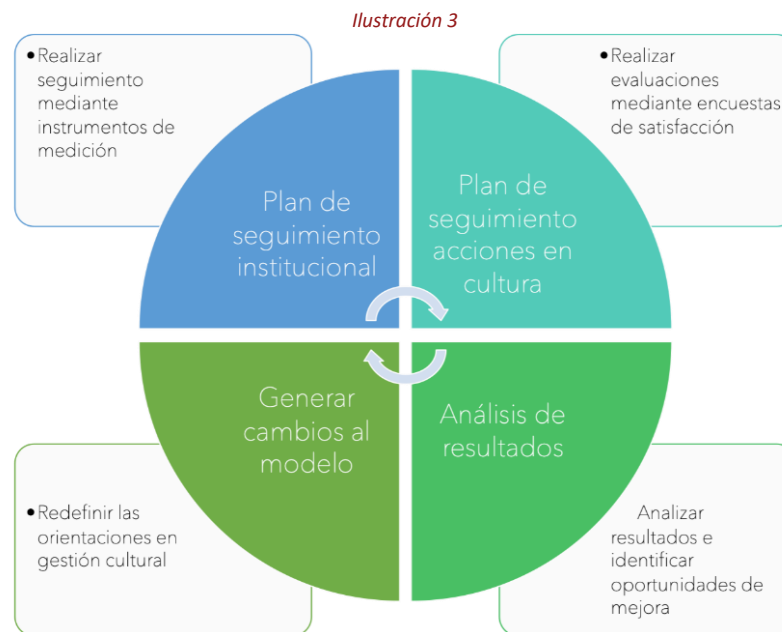 Ilustración 3
•Realizar
seguimiento
mediante
instrumentos de
medición
•Realizar
evaluaciones
mediante encuestas
de satisfacción
Plan de
seguimiento
institucional
Plan de
seguimiento
acciones en
cultura
Generar
cambios al
modelo
Análisis de
resultados
•Redefinir las
orientaciones en
gestión cultural
Analizar
resultados e
identificar
oportunidades de
mejora